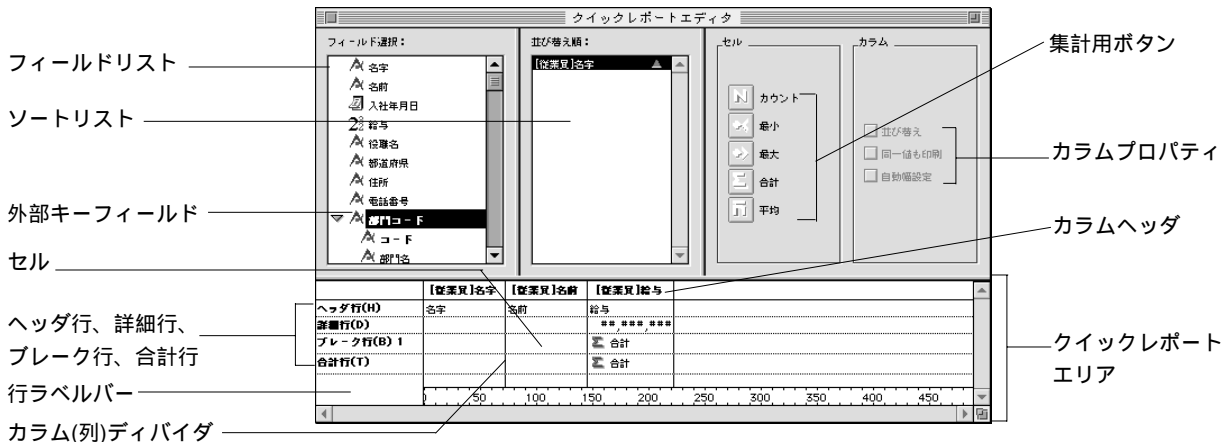 クイックレポートエディタ
フィールド選択：
並び替え順：
セル
カラム
フィールドリスト
ソートリスト
外部キーフィールド
セル
ヘッダ行、詳細行、
ブレーク行、合計行
行ラベルバー
カラム(列)ディバイダ
名字
名前
入社年月日
給与
役職名
都道府県
住所
電話番号
部門コード
コード
部門名
[従業員]名字
カウント
最小
最大
合計
平均
並び替え
同一値も印刷
自動幅設定
集計用ボタン
カラムプロパティ
カラムヘッダ
クイックレポート
エリア
[従業員]名字 [従業員]名前 [従業員]給与
ヘッダ行(H) 名字 名前 給与
詳細行(D) ##,###,###
ブレーク行(B) 1 合計
合計行(T) 合計
0 50 100 150 200 250 300 350 400 450